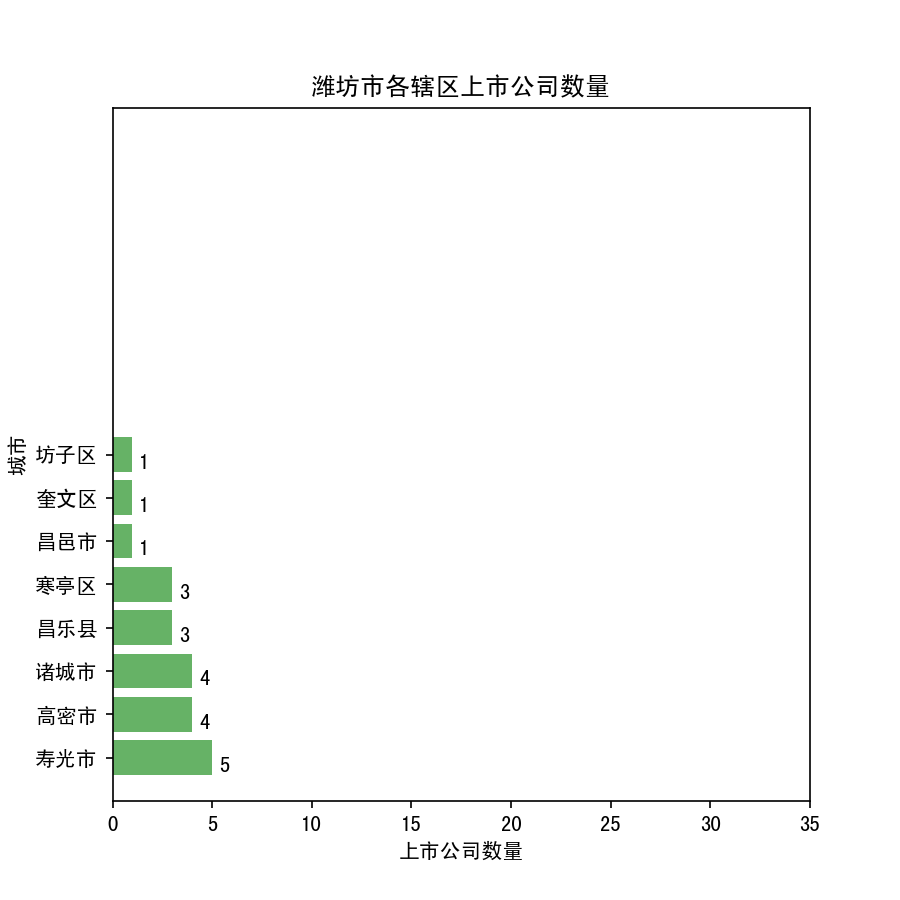 潍坊市各辖区上市公司数量
城市
坊子区 1
奎文区 1
昌邑市 1
寒亭区 3
昌乐县 3
诸城市 4
高密市 4
寿光市 5
0 5 10 15 20 25 30 35
上市公司数量